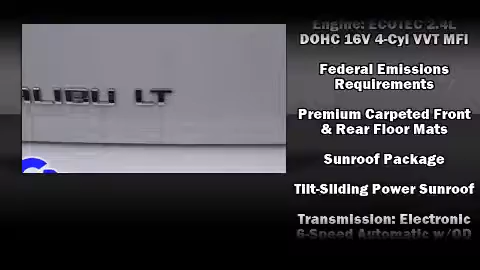 ALIBU LT
Engine: ECOTEC 2.4L
DOHC 16V 4-Cyl VVT MFI
Federal Emissions
Requirements
Premium Carpeted Front
& Rear Floor Mats
Sunroof Package
Tilt-Sliding Power Sunroof
Transmission: Electronic
6-Speed Automatic w/OD